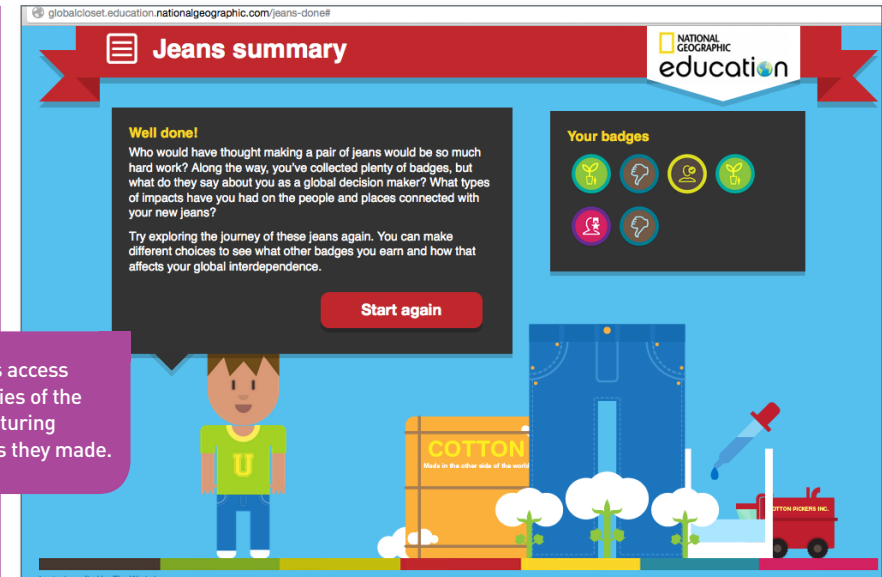 globalcloset.education.nationalgeographic.com/jeans-done#
Jeans summary
NATIONAL
GEOGRAPHIC
education
Well done!
Who would have thought making a pair of jeans would be so much
hard work? Along the way, you've collected plenty of badges, but
what do they say about you as a global decision maker? What types
of impacts have you had on the people and places connected with
your new jeans?
Try exploring the journey of these jeans again. You can make
different choices to see what other badges you earn and how that
affects your global interdependence.
Start again
Your badges
access
ies of the
turing
s they made.
U
COTTON
Made in the other side of the world
OTTON PICKERS INC.